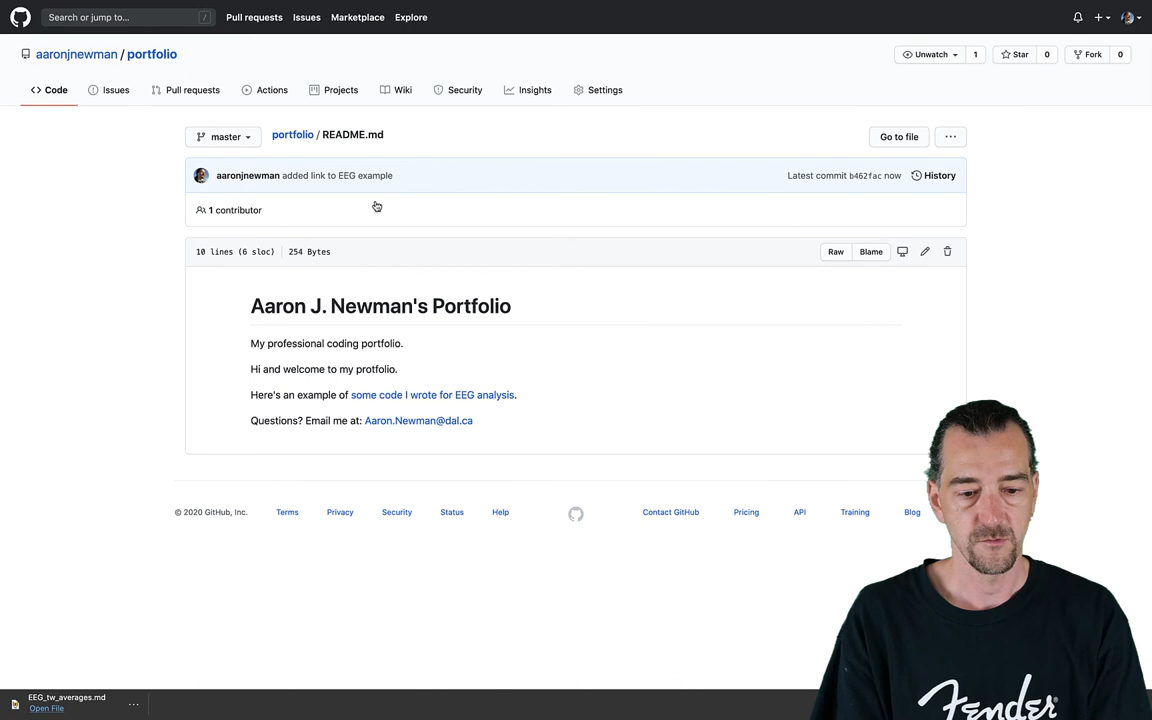 Search or jump to... / Pull requests Issues Marketplace Explore
aaronjnewman / portfolio Unwatch 1 Star 0 Fork 0
Code Issues Pull requests Actions Projects Wiki Security Insights Settings
master portfolio / README.md Go to file ...
aaronjnewman added link to EEG example Latest commit b462fac now History
1 contributor
10 lines (6 sloc) 254 Bytes Raw Blame
Aaron J. Newman's Portfolio
My professional coding portfolio.
Hi and welcome to my protfolio.
Here's an example of some code I wrote for EEG analysis.
Questions? Email me at: Aaron.Newman@dal.ca
© 2020 GitHub, Inc. Terms Privacy Security Status Help Contact GitHub Pricing API Training Blog
Fender
EEG_tw_averages.md
Open File ...